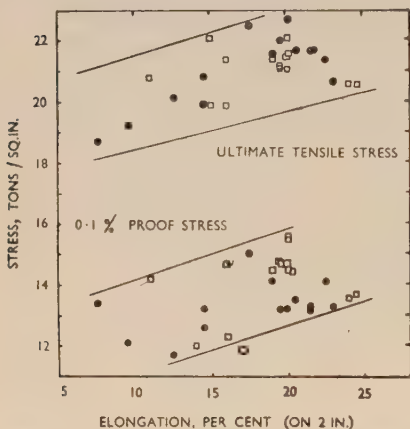 22
20
18
16
14
12
STRESS, TONS/SQ.IN.
ULTIMATE TENSILE STRESS
0·1 % PROOF STRESS
5 10 15 20 25
ELONGATION, PER CENT (ON 2 IN.)